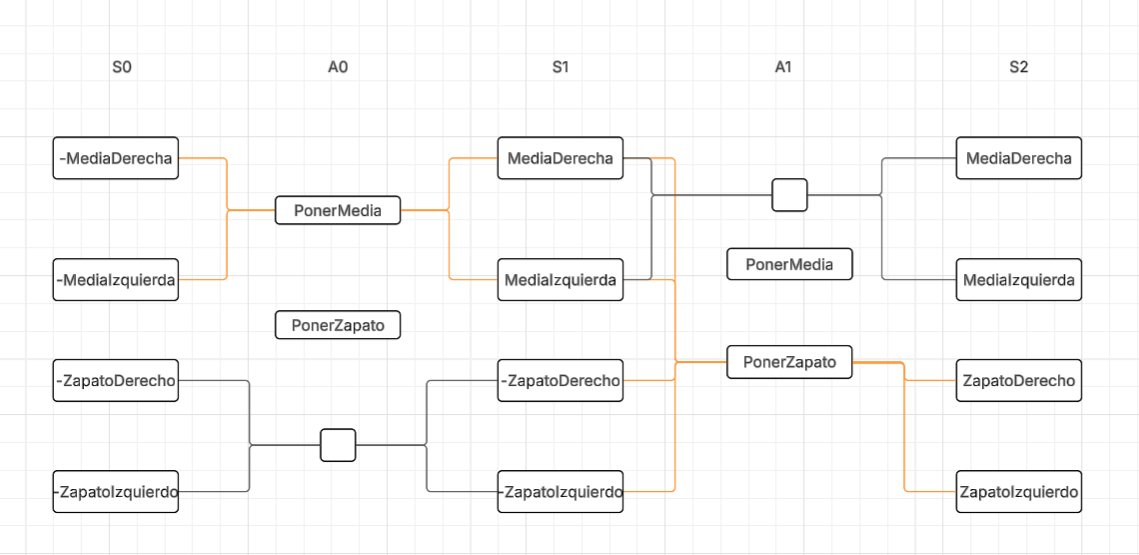 S0 A0 S1 A1 S2
-MediaDerecha MediaDerecha MediaDerecha
PonerMedia
PonerMedia
-MediaIzquierda MediaIzquierda MediaIzquierda
PonerZapato
PonerZapato
-ZapatoDerecho -ZapatoDerecho ZapatoDerecho
-ZapatoIzquierdo -ZapatoIzquierdo ZapatoIzquierdo